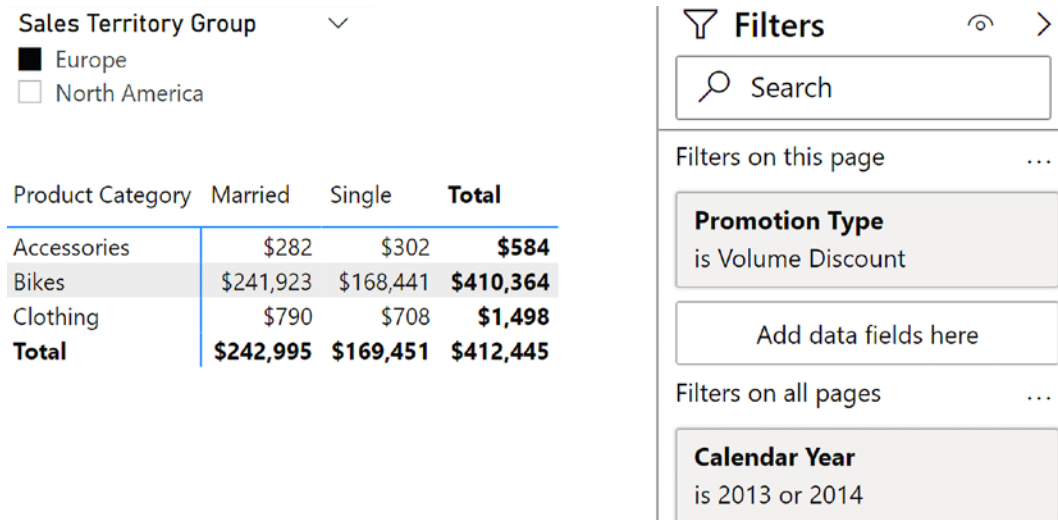 Sales Territory Group
Europe
North America
Product Category Married Single Total
Accessories $282 $302 $584
Bikes $241,923 $168,441 $410,364
Clothing $790 $708 $1,498
Total $242,995 $169,451 $412,445
Filters
Search
Filters on this page ...
Promotion Type
is Volume Discount
Add data fields here
Filters on all pages ...
Calendar Year
is 2013 or 2014